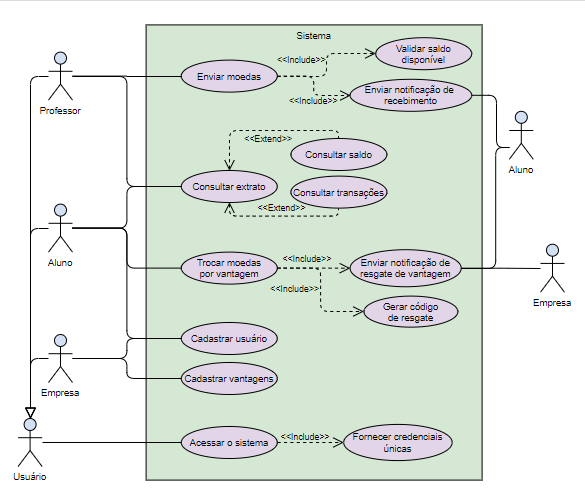 Sistema
<<Include>>
Validar saldo
disponível
Enviar moedas
<<Include>>
Enviar notificação de
recebimento
Professor
<<Extend>>
Consultar saldo
Aluno
Consultar extrato
Consultar transações
<<Extend>>
Aluno
Trocar moedas
por vantagem
<<Include>>
Enviar notificação de
resgate de vantagem
<<Include>>
Empresa
Gerar código
de resgate
Cadastrar usuário
Empresa
Cadastrar vantagens
Acessar o sistema
<<Include>>
Fornecer credenciais
únicas
Usuário